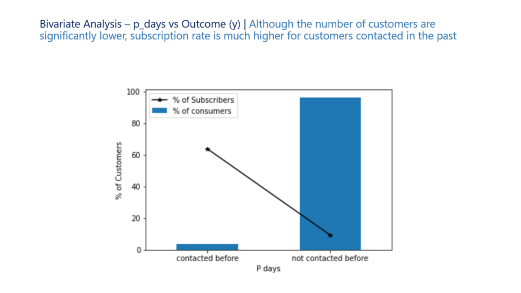 Bivariate Analysis – p_days vs Outcome (y) | Although the number of customers are
significantly lower, subscription rate is much higher for customers contacted in the past
100
80
60
40
20
0
% of Customers
% of Subscribers
% of consumers
contacted before
not contacted before
P days